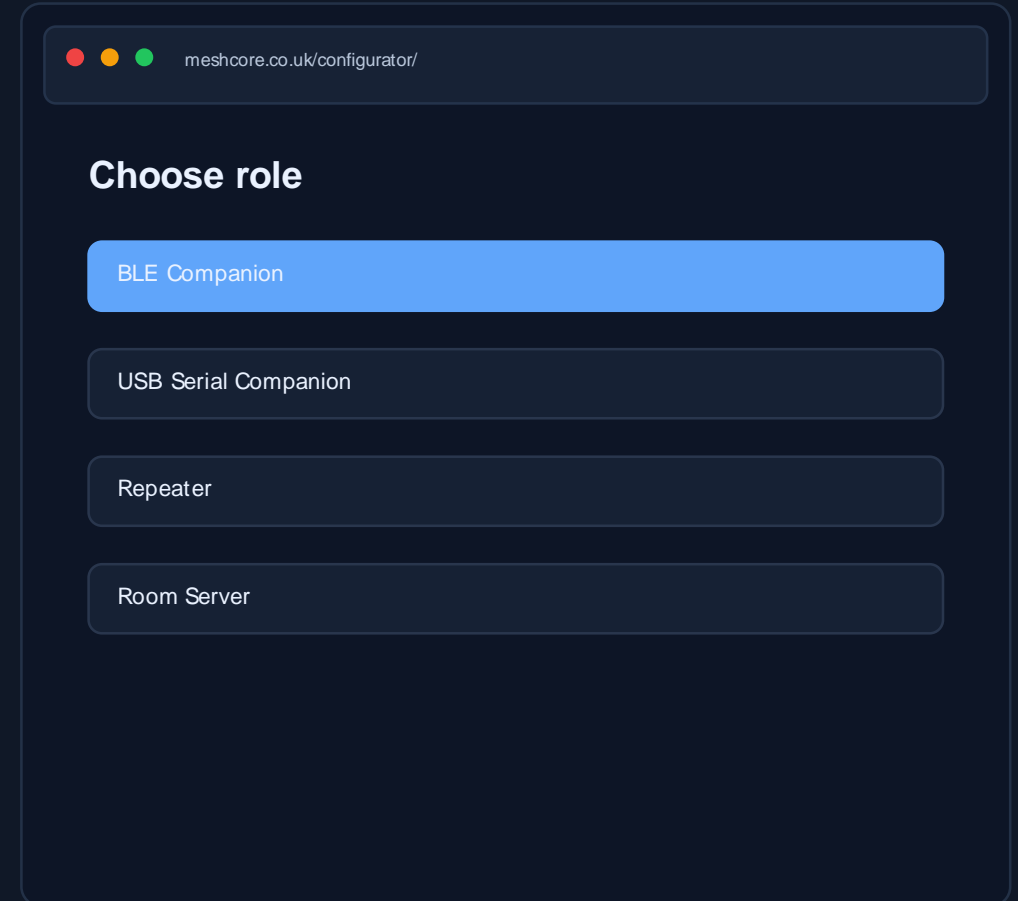 meshcore.co.uk/configurator/
Choose role
BLE Companion
USB Serial Companion
Repeater
Room Server